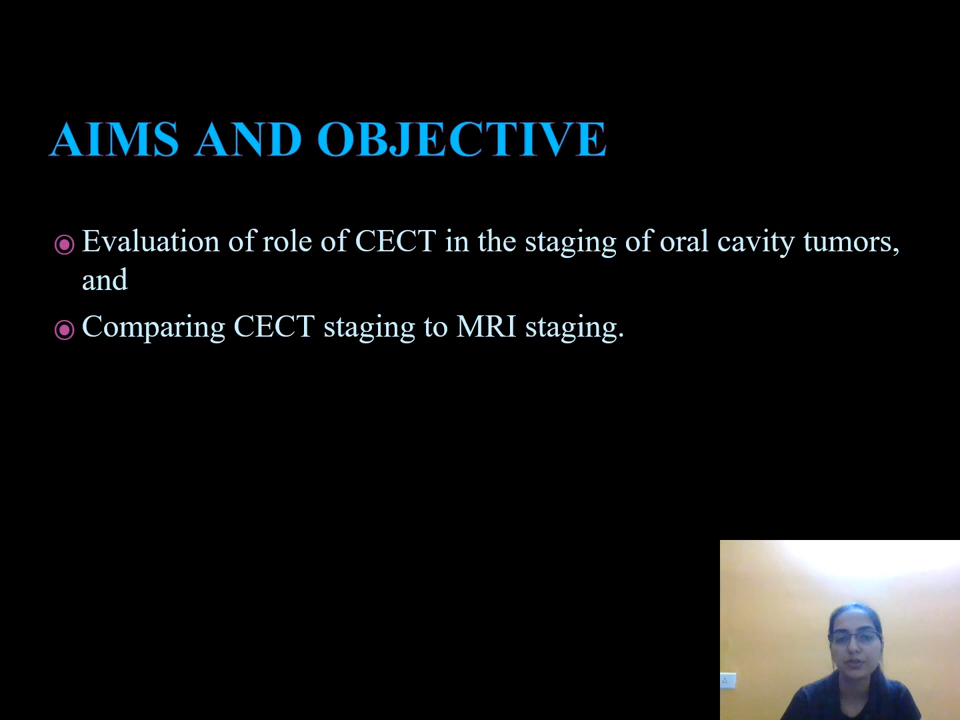 AIMS AND OBJECTIVE
Evaluation of role of CECT in the staging of oral cavity tumors,
and
Comparing CECT staging to MRI staging.